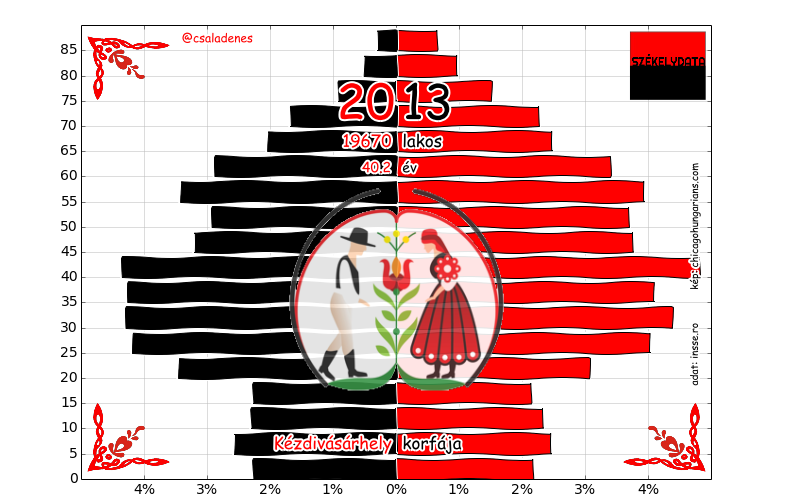 @csaladenes
SZÉKELYDATA
2013
19670 lakos
40.2 év
kép: chicagohungarians.com
adat: insse.ro
Kézdivásárhely korfája
85
80
75
70
65
60
55
50
45
40
35
30
25
20
15
10
5
0
4% 3% 2% 1% 0% 1% 2% 3% 4%